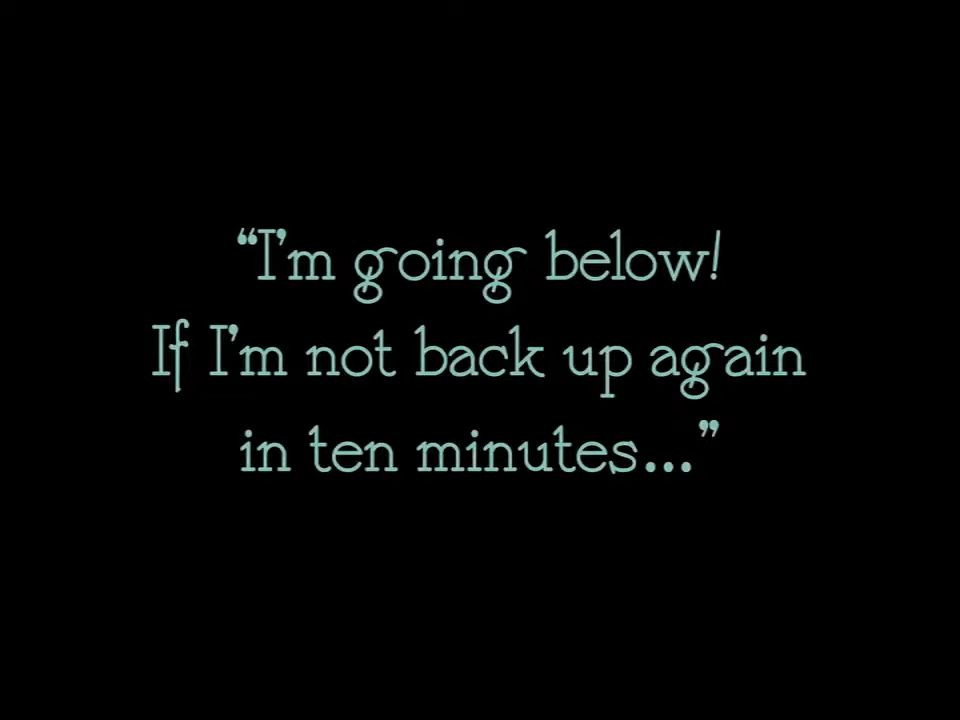 “I’m going below!
If I’m not back up again
in ten minutes...”